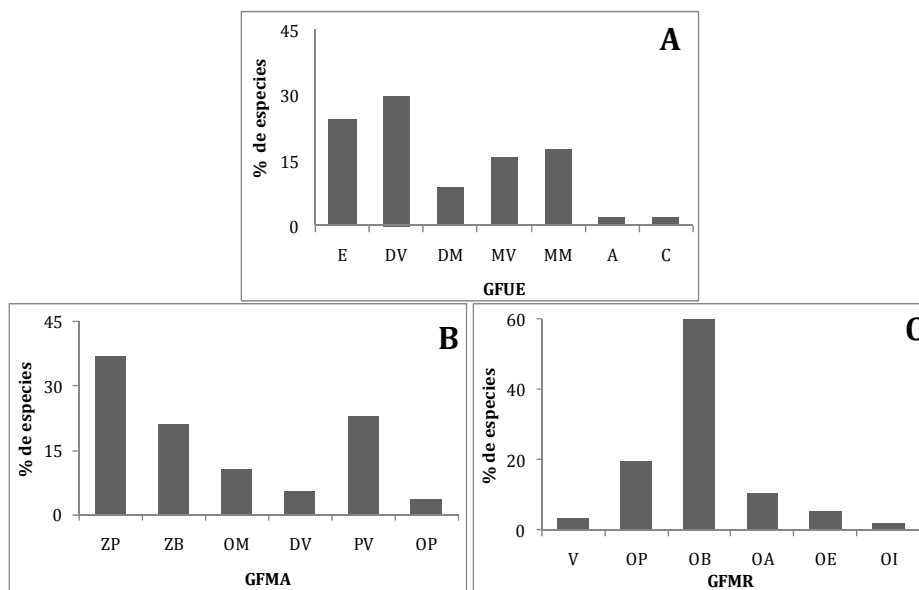 A
% de especies
45
30
15
0
E DV DM MV MM A C
GFUE
B
% de especies
45
30
15
0
ZP ZB OM DV PV OP
GFMA
C
% de especies
60
40
20
0
V OP OB OA OE OI
GFMR